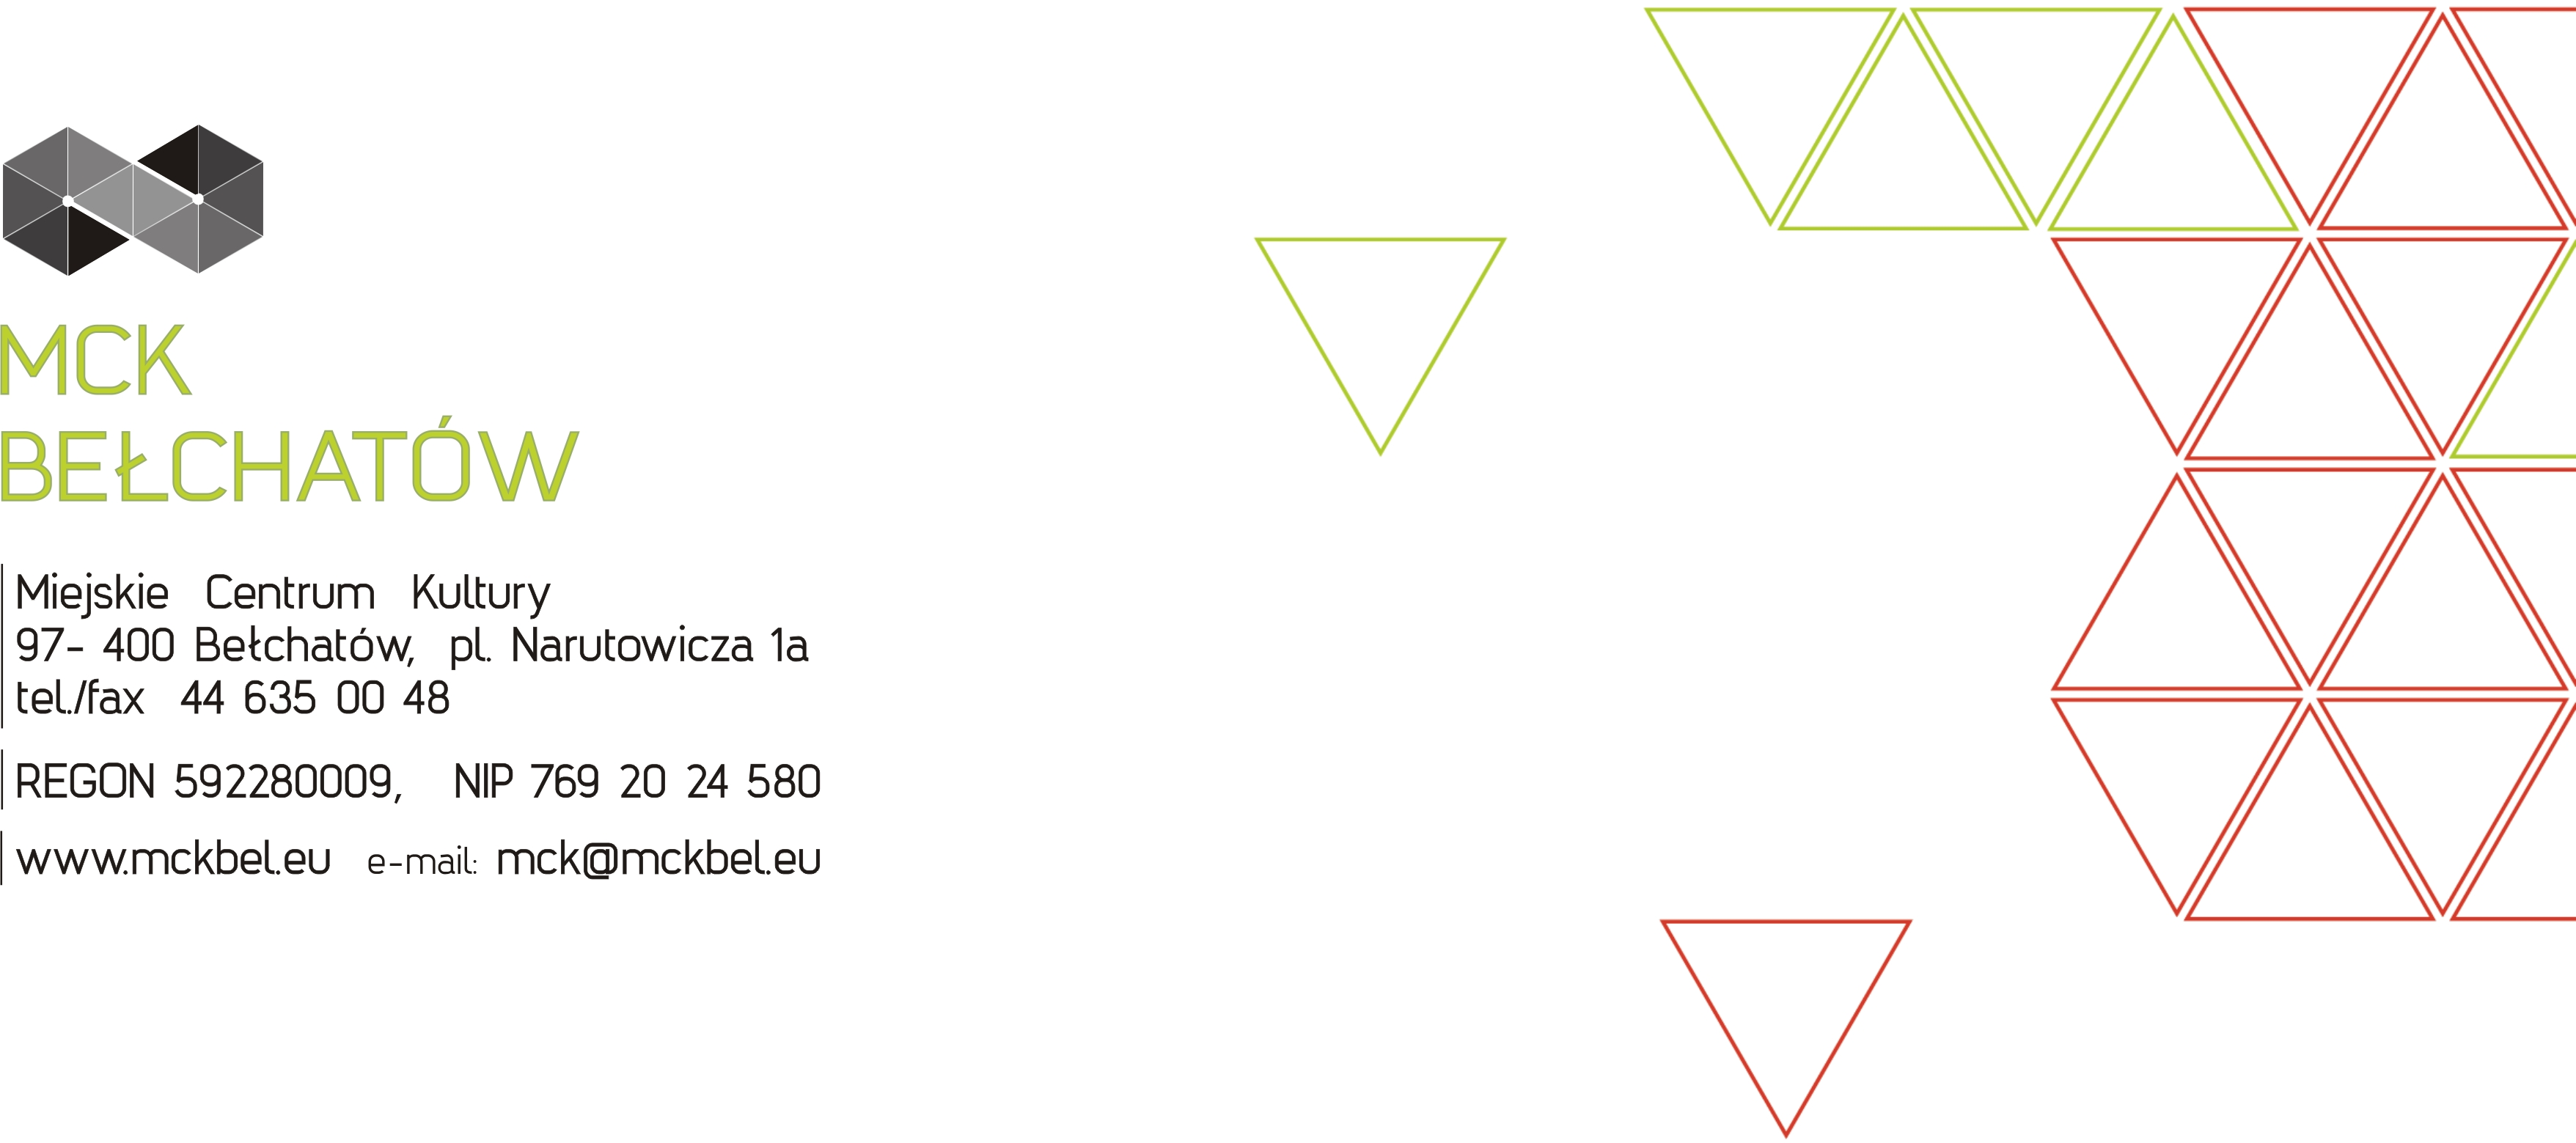 MCK
BEŁCHATÓW
Miejskie Centrum Kultury
97- 400 Bełchatów, pl. Narutowicza 1a
tel./fax 44 635 00 48
REGON 592280009, NIP 769 20 24 580
www.mckbel.eu e-mail: mck@mckbel.eu